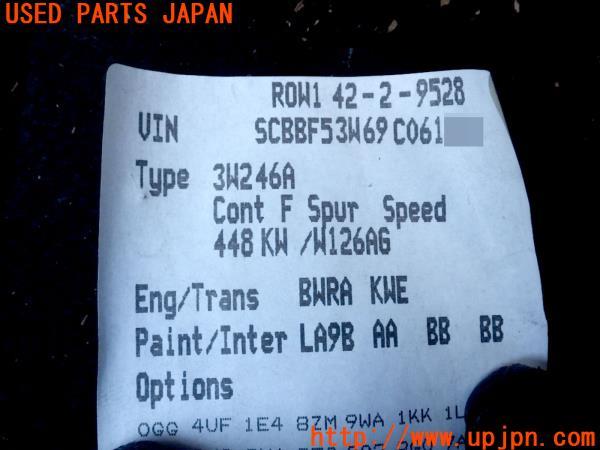 USED PARTS JAPAN
ROW1 42-2-9528
VIN SCBBF53W69C061
Type 3W246A
Cont F Spur Speed
448 KW /W126AG
Eng/Trans BWRA KWE
Paint/Inter LA9B AA BB BB
Options
0GG 4UF 1E4 8ZM 9WA 1KK
http://www.upjpn.com